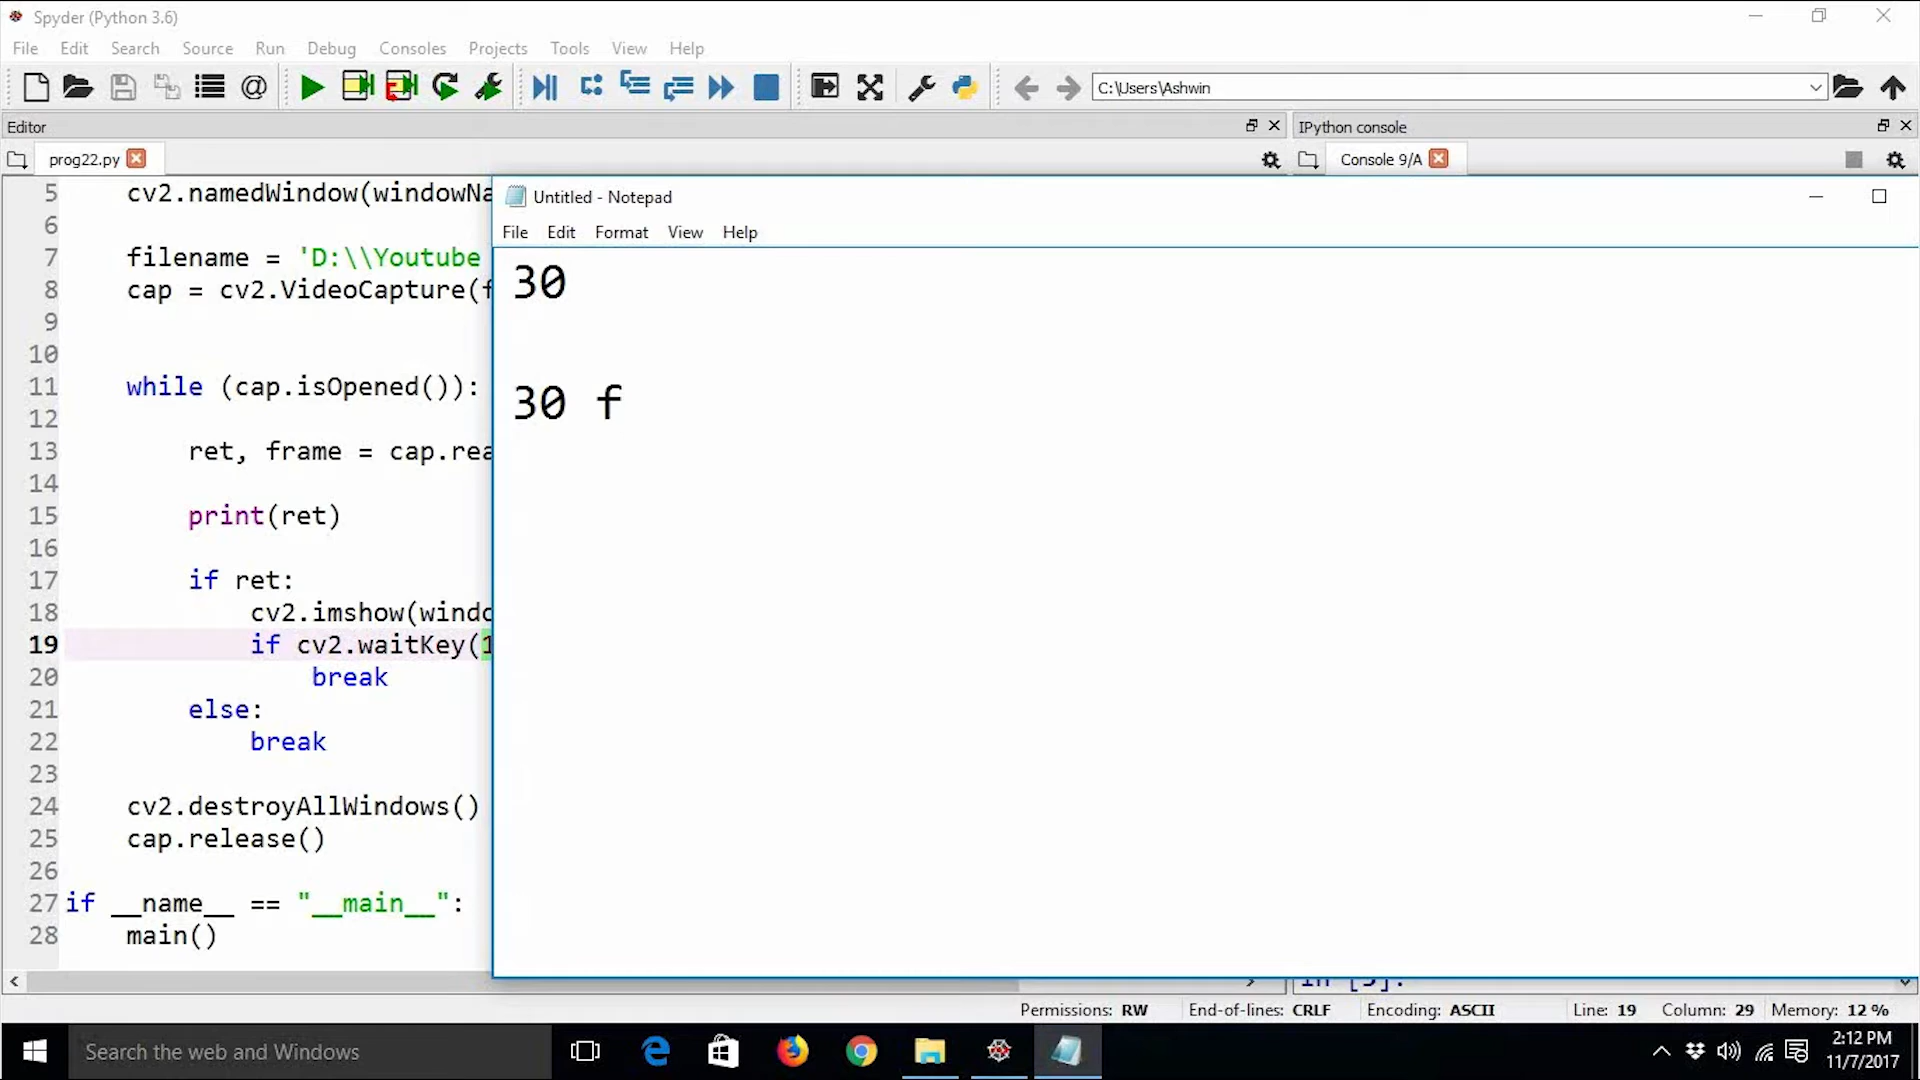 Spyder (Python 3.6)
File Edit Search Source Run Debug Consoles Projects Tools View Help
C:\Users\Ashwin
Editor
IPython console
prog22.py
Console 9/A
5 cv2.namedWindow(windowNa
6
7 filename = 'D:\\Youtube
8 cap = cv2.VideoCapture(f
9
10
11 while (cap.isOpened()):
12
13 ret, frame = cap.rea
14
15 print(ret)
16
17 if ret:
18 cv2.imshow(windo
19 if cv2.waitKey(1
20 break
21 else:
22 break
23
24 cv2.destroyAllWindows()
25 cap.release()
26
27 if __name__ == "__main__":
28 main()
Untitled - Notepad
File Edit Format View Help
30
30 f
Permissions: RW End-of-lines: CRLF Encoding: ASCII Line: 19 Column: 29 Memory: 12 %
Search the web and Windows
2:12 PM
11/7/2017